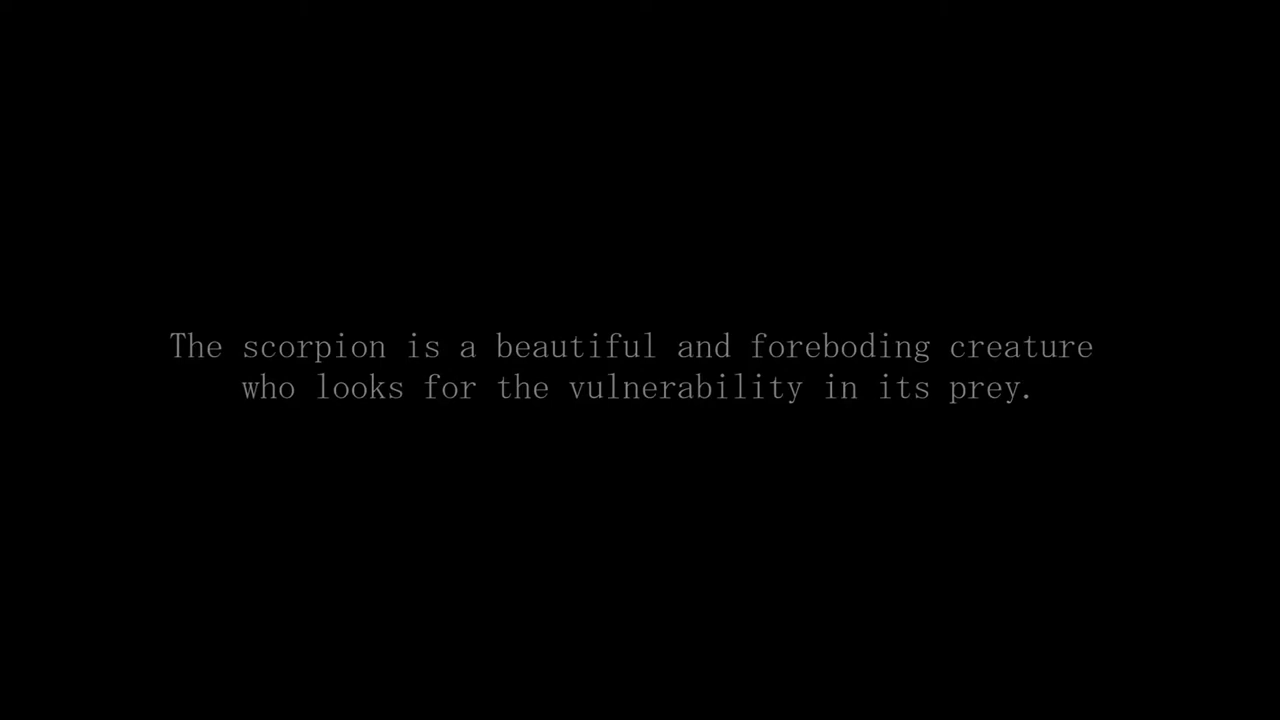 The scorpion is a beautiful and foreboding creature
who looks for the vulnerability in its prey.